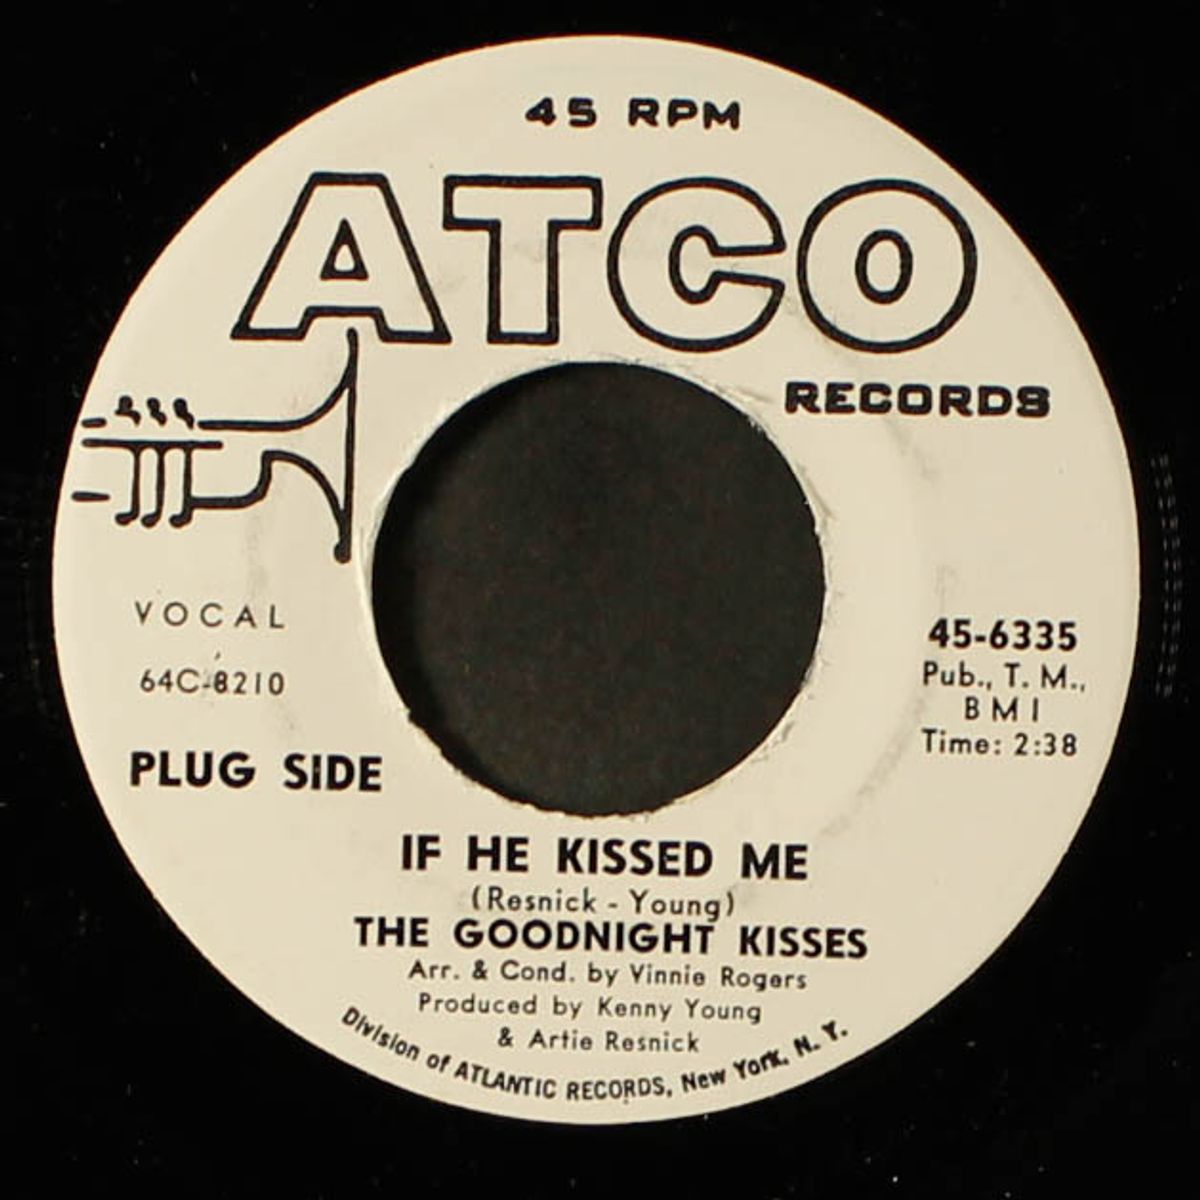 45 RPM
ATCO
RECORDS
VOCAL
64C-8210
PLUG SIDE
45-6335
Pub., T. M.,
BMI
Time: 2:38
IF HE KISSED ME
(Resnick - Young)
THE GOODNIGHT KISSES
Arr. & Cond. by Vinnie Rogers
Produced by Kenny Young
& Artie Resnick
Division of ATLANTIC RECORDS, New York, N. Y.